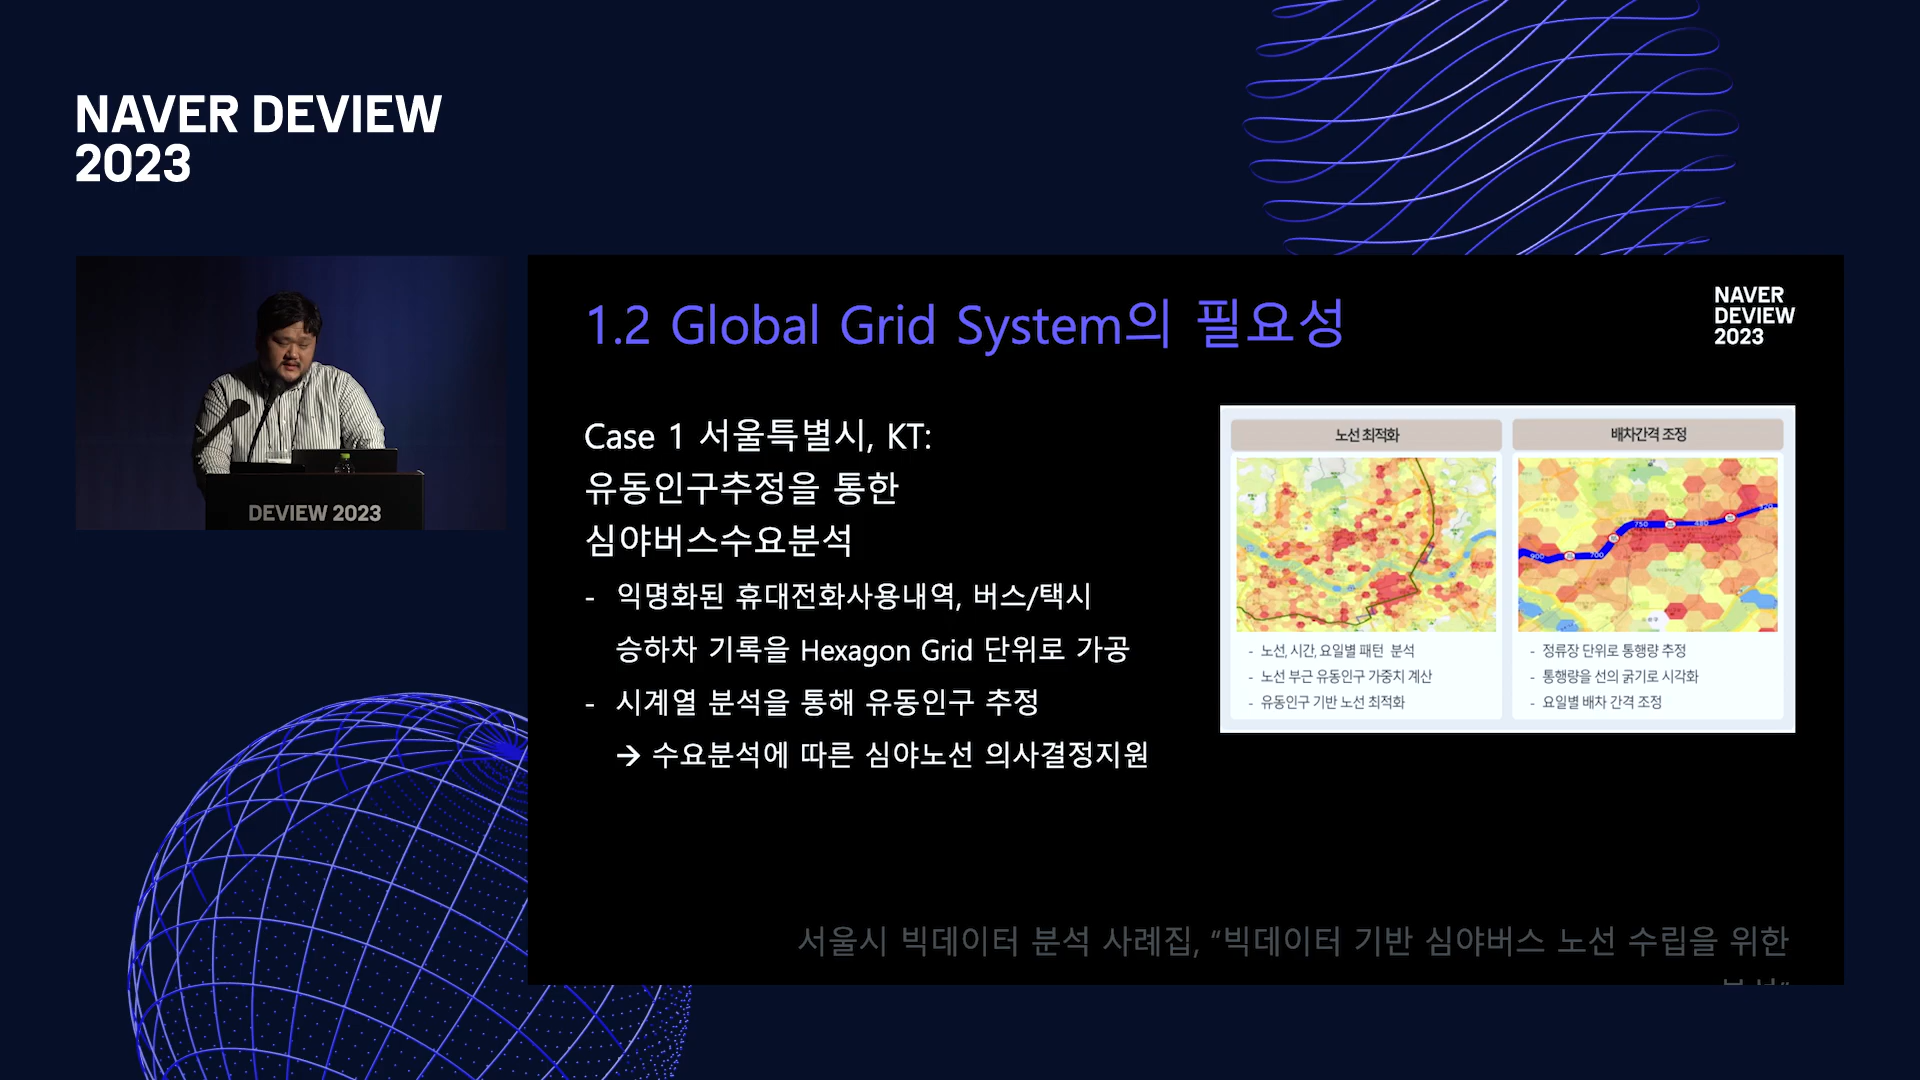 NAVER DEVIEW
2023
DEVIEW 2023
1.2 Global Grid System의 필요성
NAVER
DEVIEW
2023
Case 1 서울특별시, KT:
유동인구추정을 통한
심야버스수요분석
- 익명화된 휴대전화사용내역, 버스/택시
승하차 기록을 Hexagon Grid 단위로 가공
- 시계열 분석을 통해 유동인구 추정
→ 수요분석에 따른 심야노선 의사결정지원
노선 최적화
- 노선, 시간, 요일별 패턴 분석
- 노선 부근 유동인구 가중치 계산
- 유동인구 기반 노선 최적화
배차간격 조정
900
700
750
480
- 정류장 단위로 통행량 추정
- 통행량을 선의 굵기로 시각화
- 요일별 배차 간격 조정
서울시 빅데이터 분석 사례집, “빅데이터 기반 심야버스 노선 수립을 위한